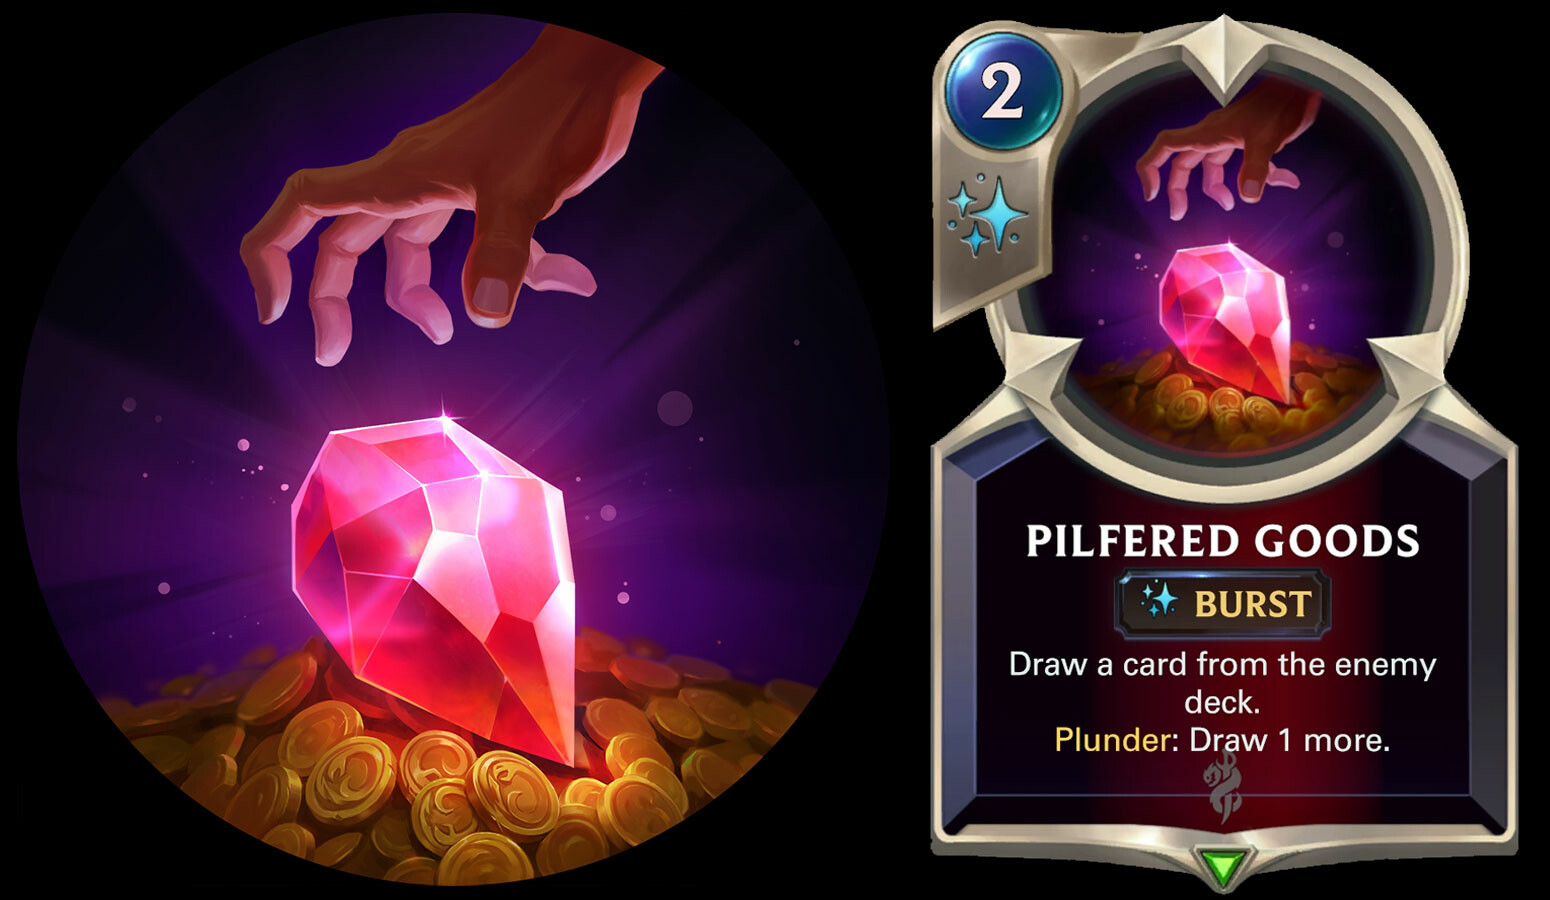 2
PILFERED GOODS
BURST
Draw a card from the enemy
deck.
Plunder: Draw 1 more.